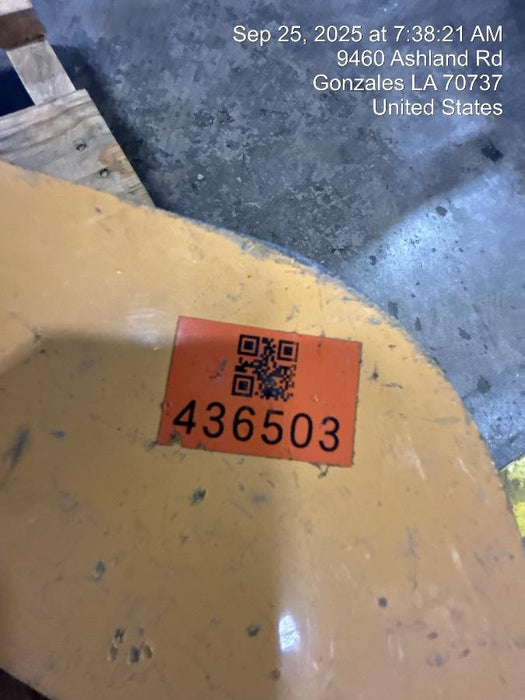 Sep 25, 2025 at 7:38:21 AM
9460 Ashland Rd
Gonzales LA 70737
United States
436503